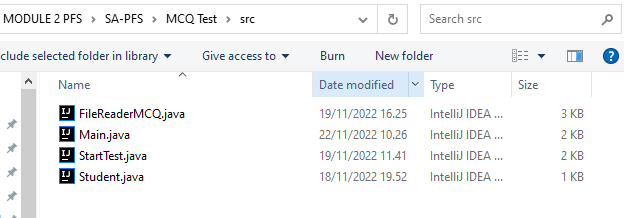 MODULE 2 PFS > SA-PFS > MCQ Test > src
Search src
clude selected folder in library
Give access to
Burn
New folder
Name Date modified Type Size
FileReaderMCQ.java 19/11/2022 16.25 IntelliJ IDEA ... 3 KB
Main.java 22/11/2022 10.26 IntelliJ IDEA ... 2 KB
StartTest.java 19/11/2022 11.41 IntelliJ IDEA ... 2 KB
Student.java 18/11/2022 19.52 IntelliJ IDEA ... 1 KB